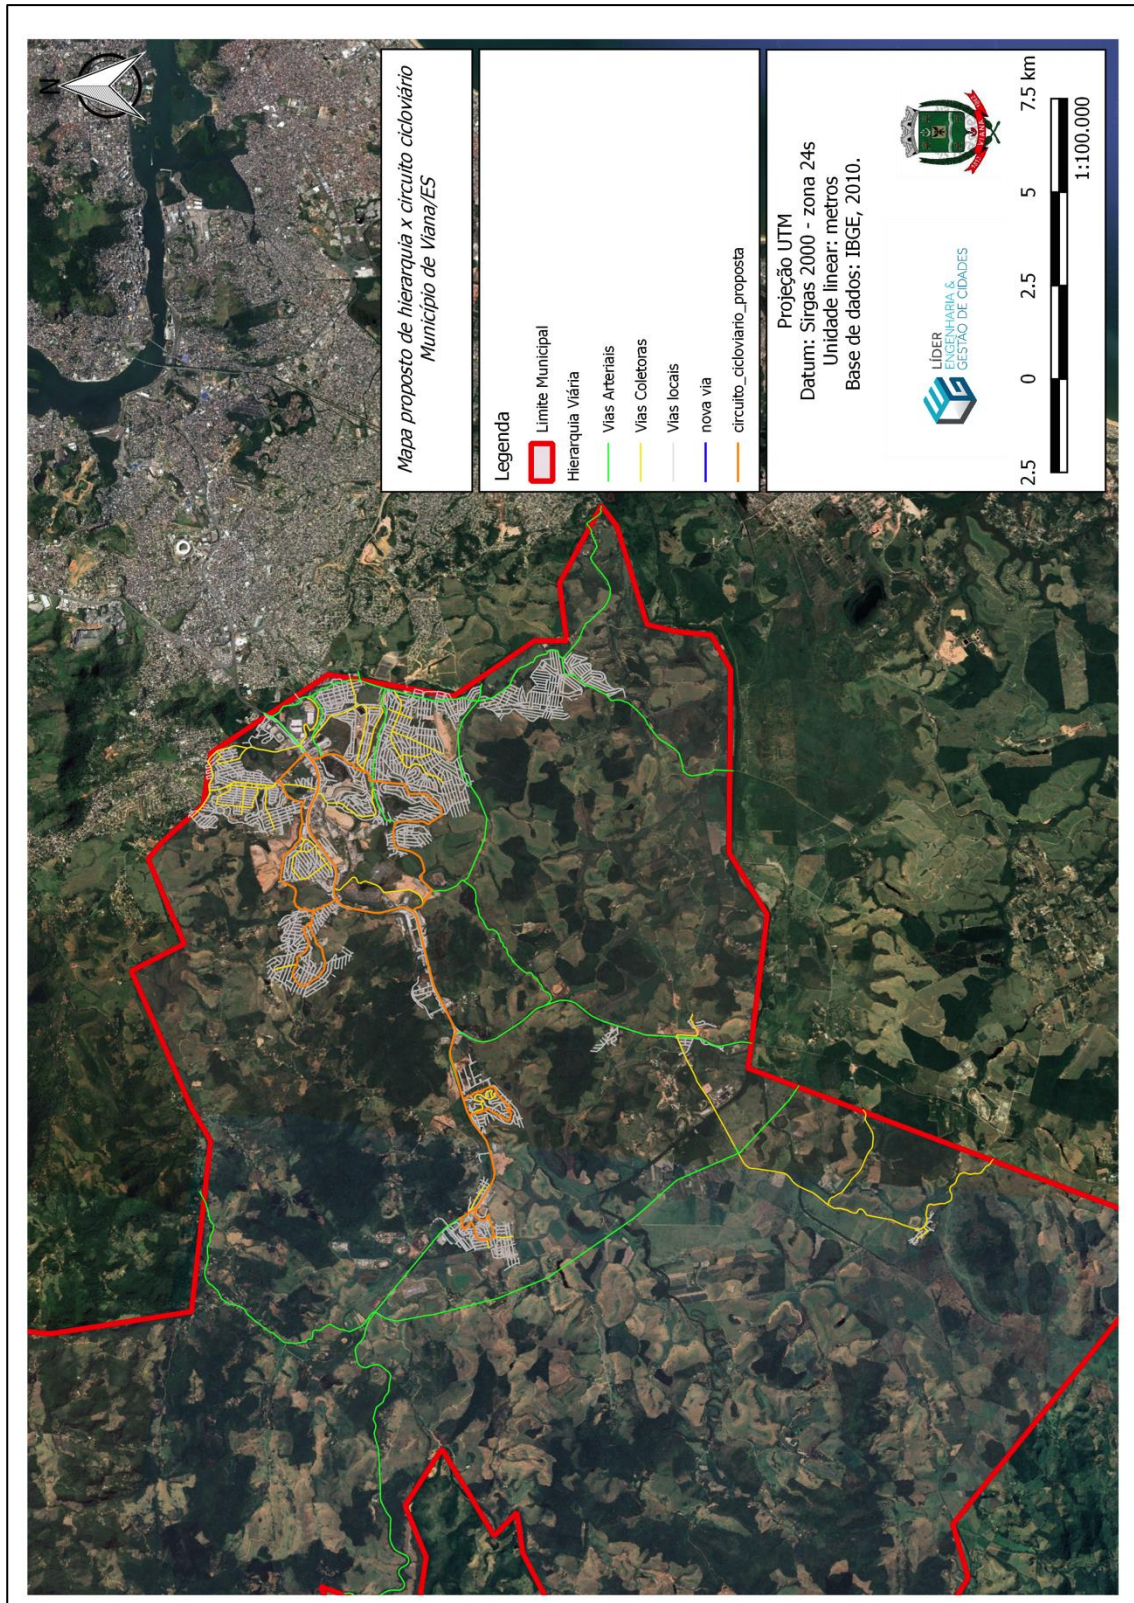 N
Mapa proposto de hierarquia x circuito cicloviário
Município de Viana/ES
Legenda
Limite Municipal
Hierarquia Viária
Vias Arteriais
Vias Coletoras
Vias locais
nova via
circuito_cicloviario_proposta
Projeção UTM
Datum: Sirgas 2000 - zona 24s
Unidade linear: metros
Base de dados: IBGE, 2010.
LÍDER
ENGENHARIA &
GESTÃO DE CIDADES
VIANA
2.5 0 2.5 5 7.5 km
1:100.000